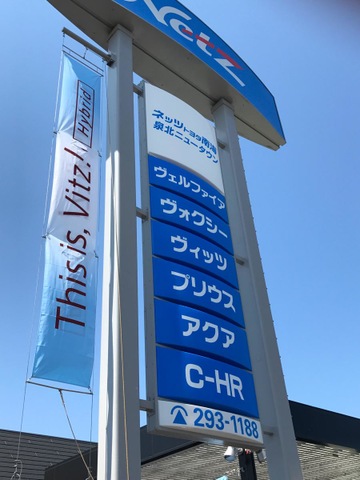 Netz
ネッツトヨタ南海
泉北ニュータウン
ヴェルファイア
ヴォクシー
ヴィッツ
プリウス
アクア
C-HR
293-1188
This is, Vitz!
Hybrid